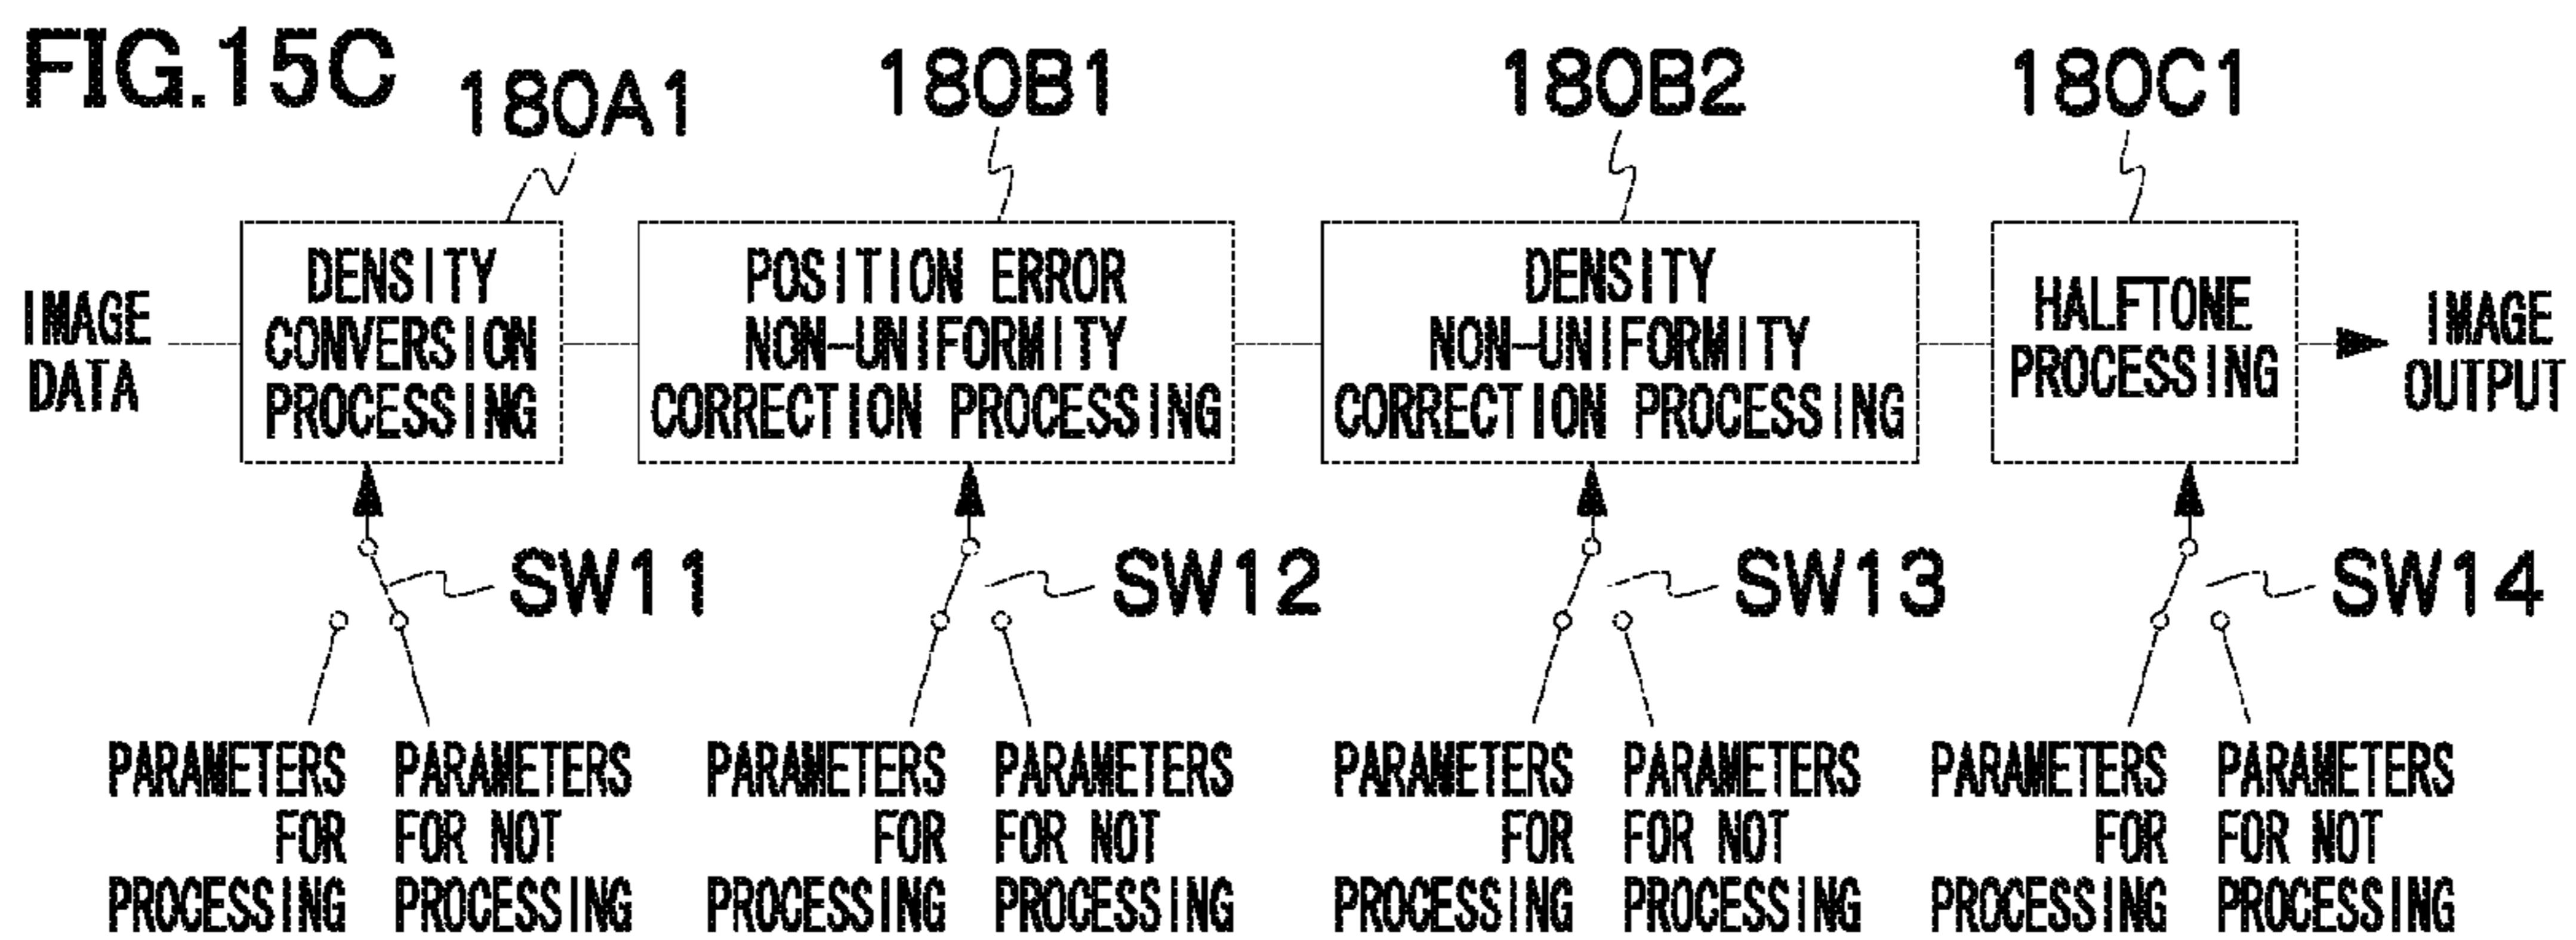 FIG.15C
180A1
180B1
180B2
180C1
IMAGE
DATA
DENSITY
CONVERSION
PROCESSING
POSITION ERROR
NON-UNIFORMITY
CORRECTION PROCESSING
DENSITY
NON-UNIFORMITY
CORRECTION PROCESSING
HALFTONE
PROCESSING
IMAGE
OUTPUT
SW11
SW12
SW13
SW14
PARAMETERS
FOR
PROCESSING
PARAMETERS
FOR NOT
PROCESSING
PARAMETERS
FOR
PROCESSING
PARAMETERS
FOR NOT
PROCESSING
PARAMETERS
FOR
PROCESSING
PARAMETERS
FOR NOT
PROCESSING
PARAMETERS
FOR
PROCESSING
PARAMETERS
FOR NOT
PROCESSING